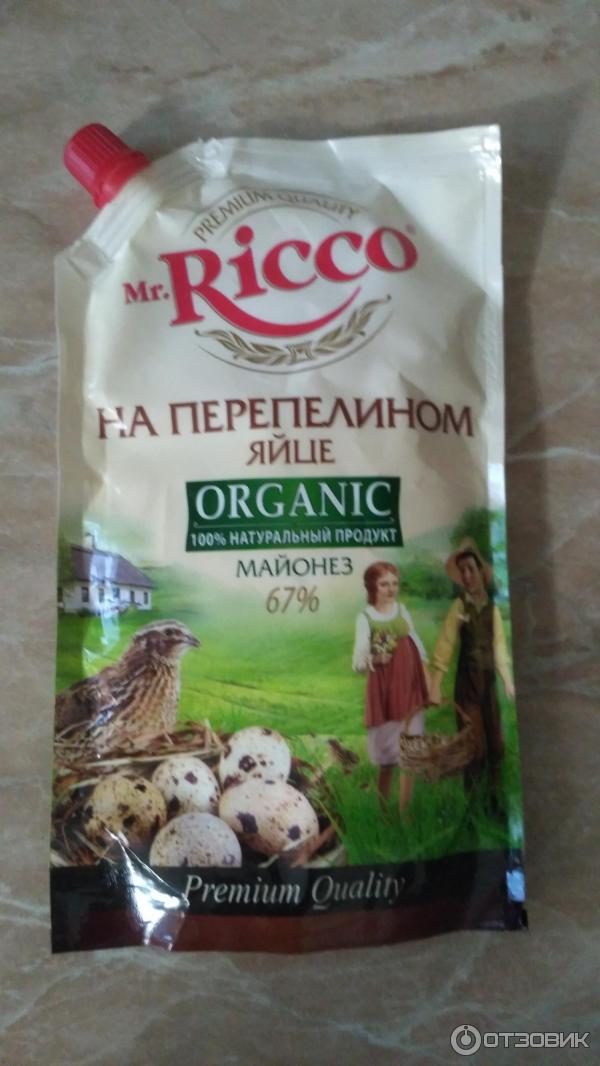 PREMIUM QUALITY
Mr. Ricco®
НА ПЕРЕПЕЛИНОМ
ЯЙЦЕ
ORGANIC
100% НАТУРАЛЬНЫЙ ПРОДУКТ
МАЙОНЕЗ
67%
Premium Quality
ОТЗОВИК